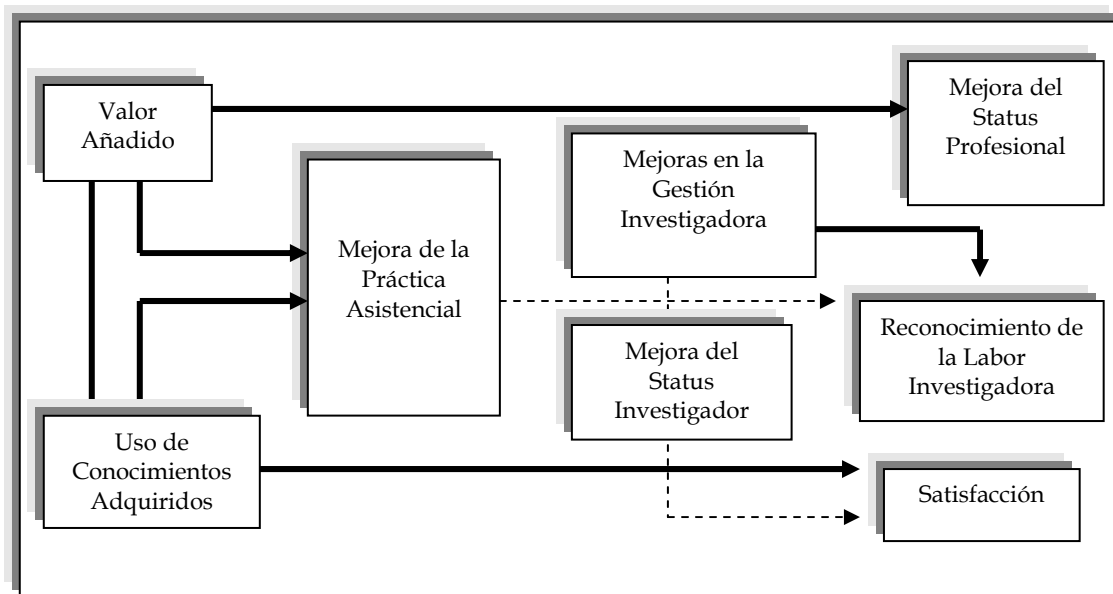 Valor
Añadido
Mejora del
Status
Profesional
Mejoras en la
Gestión
Investigadora
Mejora de la
Práctica
Asistencial
Reconocimiento de
la Labor
Investigadora
Mejora del
Status
Investigador
Uso de
Conocimientos
Adquiridos
Satisfacción